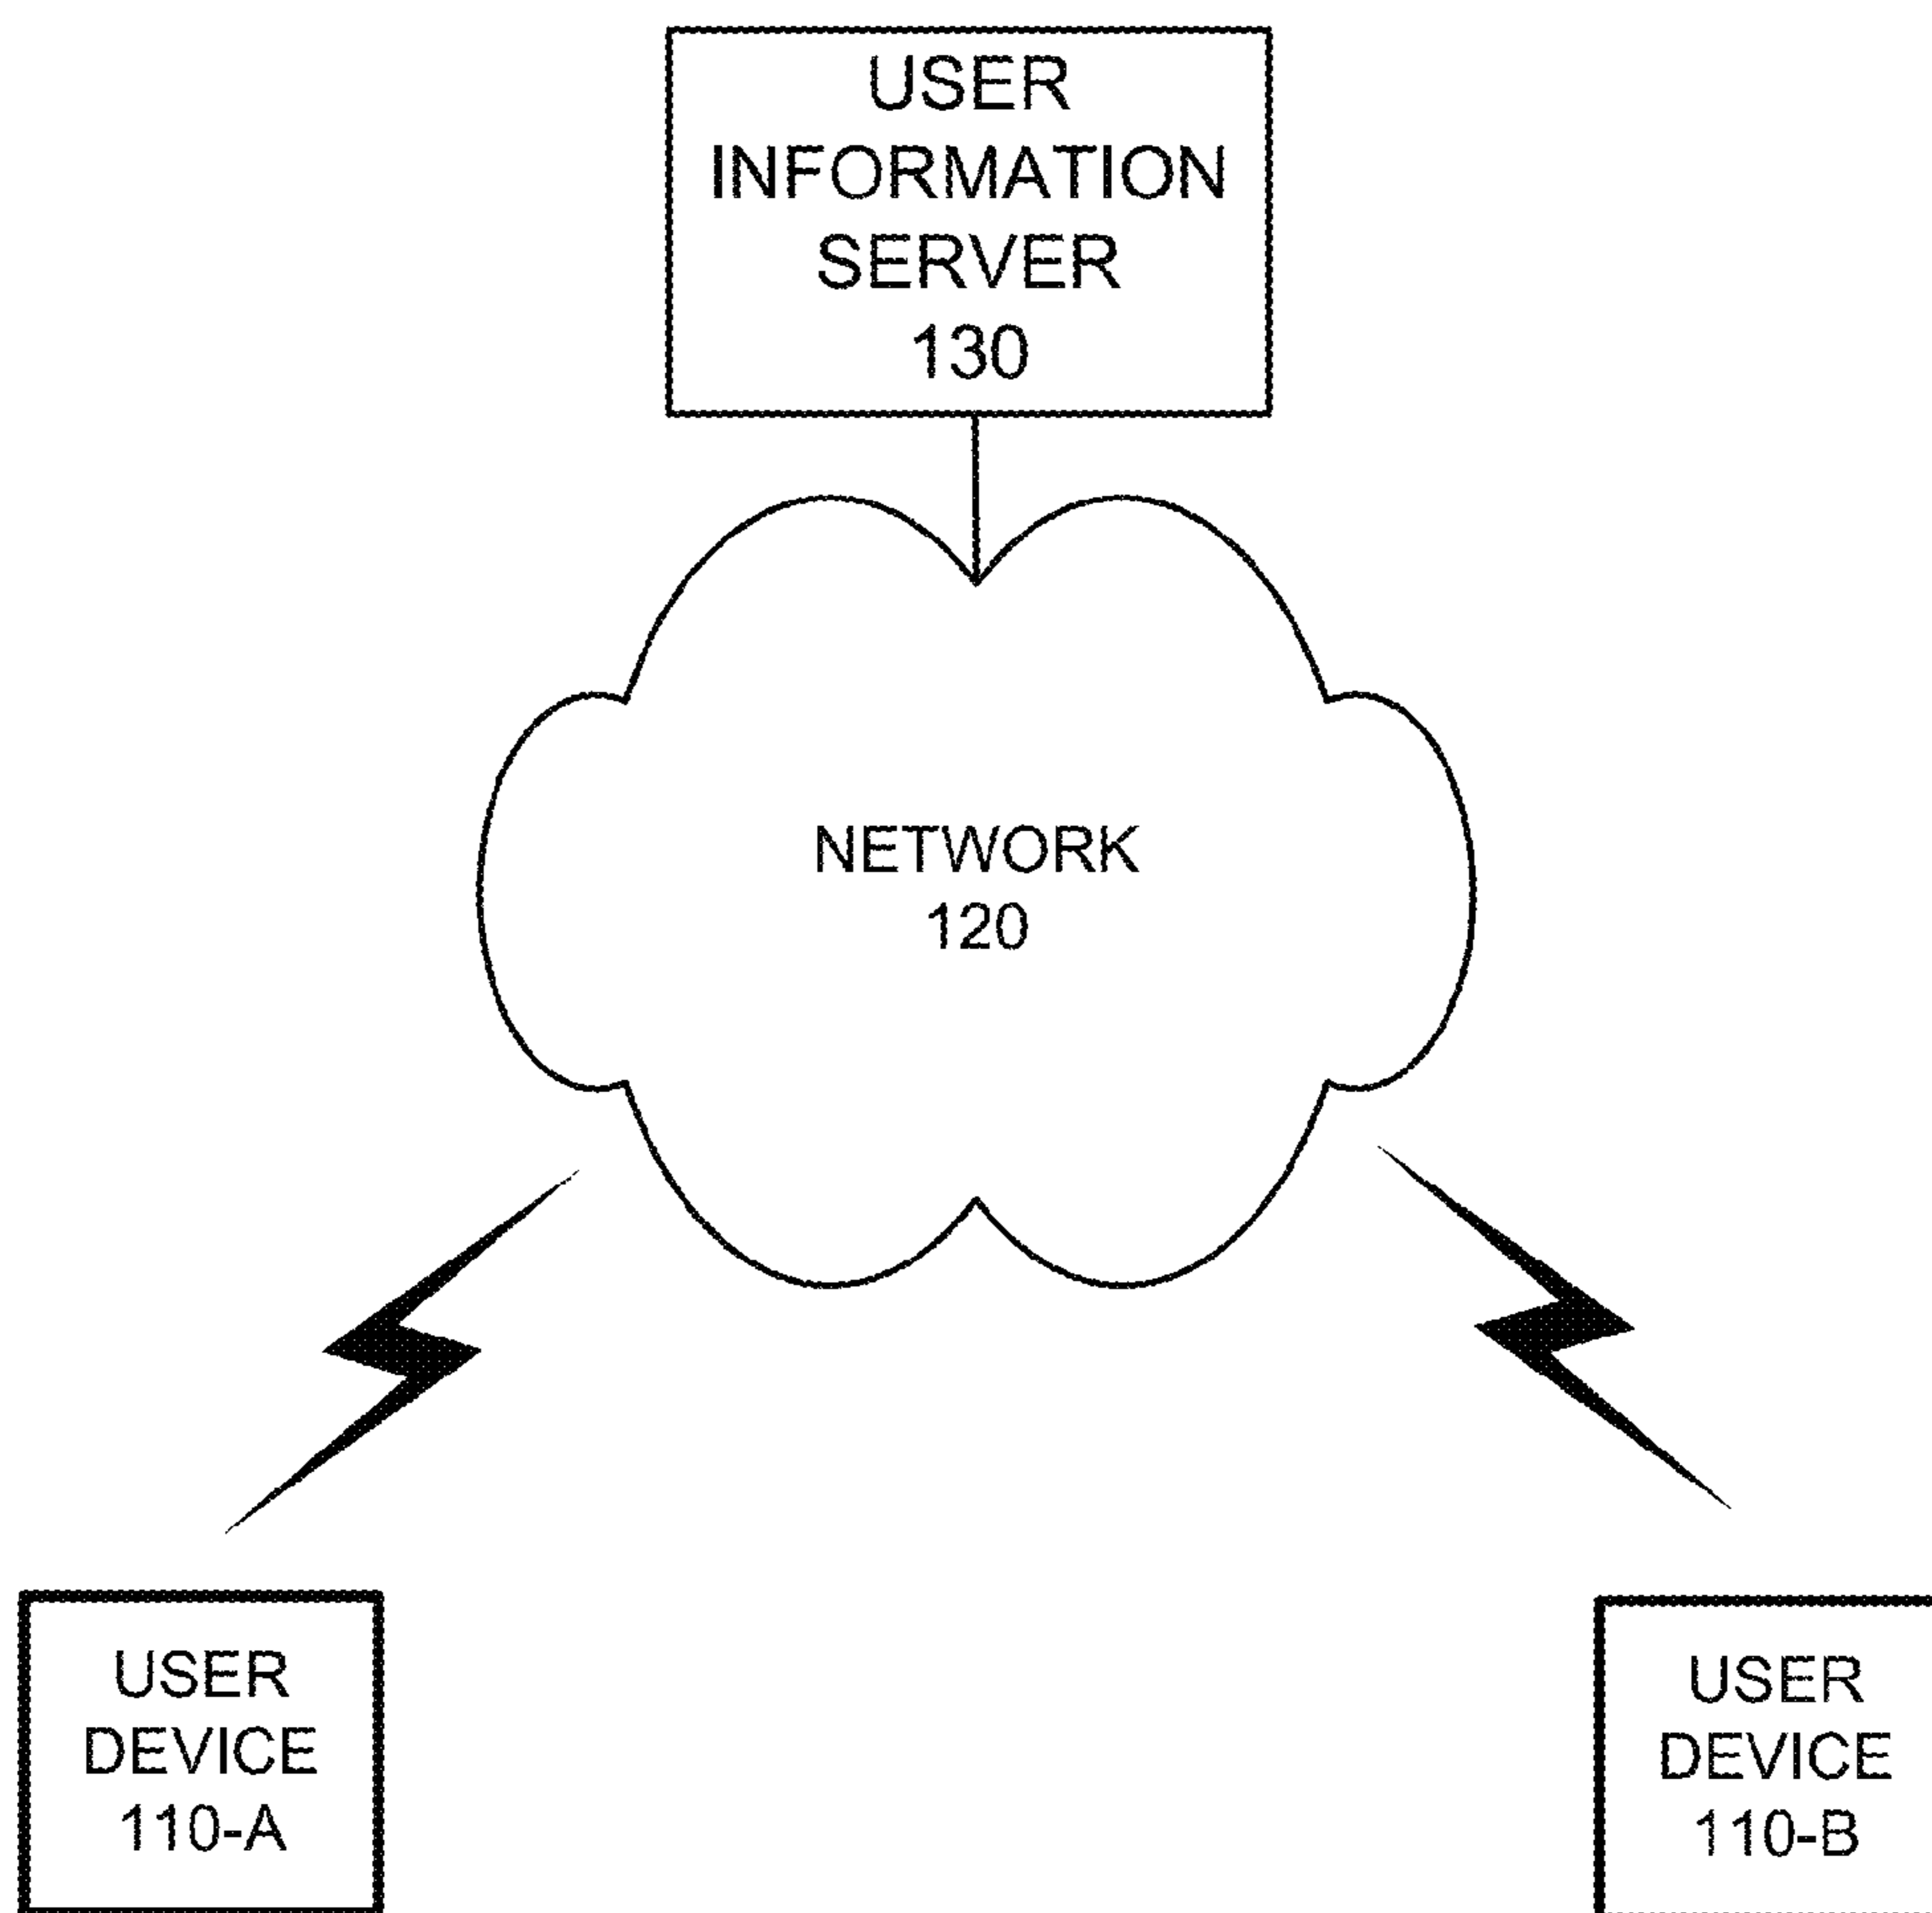 USER
INFORMATION
SERVER
130
NETWORK
120
USER
DEVICE
110-A
USER
DEVICE
110-B